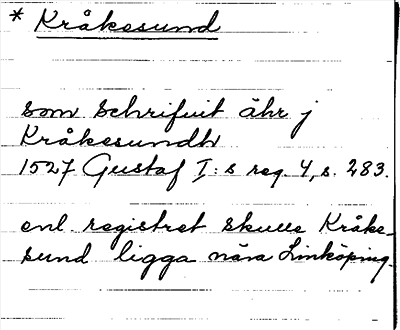 * Kråkesund
som schrifuit ähr j
Kråkesundh
1527 Gustaf I:s reg. 4, s. 283.
enl. registret skulle Kråke-
sund ligga nära Linköping.